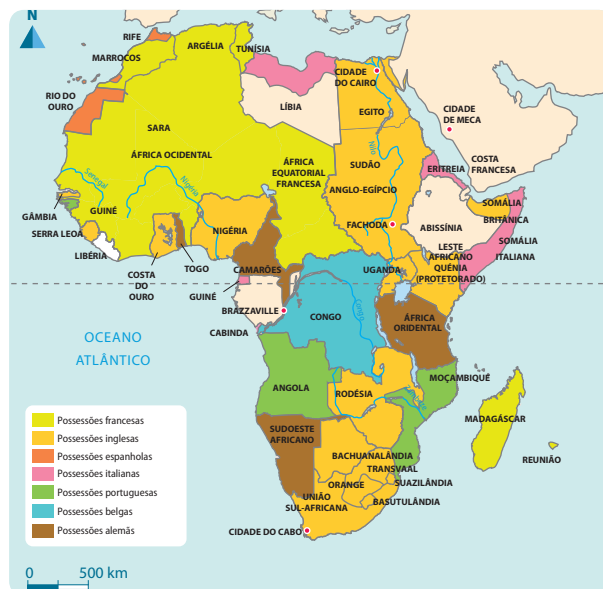 N
RIFE
MARROCOS
ARGÉLIA
TUNÍSIA
CIDADE
DO CAIRO
RIO DO
OURO
LÍBIA
EGITO
CIDADE
DE MECA
SARA
ÁFRICA OCIDENTAL
ÁFRICA
EQUATORIAL
FRANCESA
SUDÃO
ANGLO-EGÍPCIO
Nilo
COSTA
FRANCESA
ERITREIA
Senegal
Nigéria
GÂMBIA
GUINÉ
SERRA LEOA
LIBÉRIA
NIGÉRIA
FACHODA
ABISSÍNIA
SOMÁLIA
BRITÂNICA
SOMÁLIA
ITALIANA
COSTA
DO
OURO
TOGO
CAMARÕES
UGANDA
LESTE
AFRICANO
QUÉNIA
(PROTETORADO)
GUINÉ
BRAZZAVILLE
CONGO
Congo
ÁFRICA
ORIDENTAL
CABINDA
OCEANO
ATLÂNTICO
ANGOLA
RODÉSIA
MOÇAMBIQUE
MADAGÁSCAR
REUNIÃO
SUDOESTE
AFRICANO
BACHUANALÂNDIA
TRANSVAAL
SUAZILÂNDIA
ORANGE
BASUTULÂNDIA
UNIÃO
SUL-AFRICANA
CIDADE DO CABO
Possessões francesas
Possessões inglesas
Possessões espanholas
Possessões italianas
Possessões portuguesas
Possessões belgas
Possessões alemãs
0 500 km